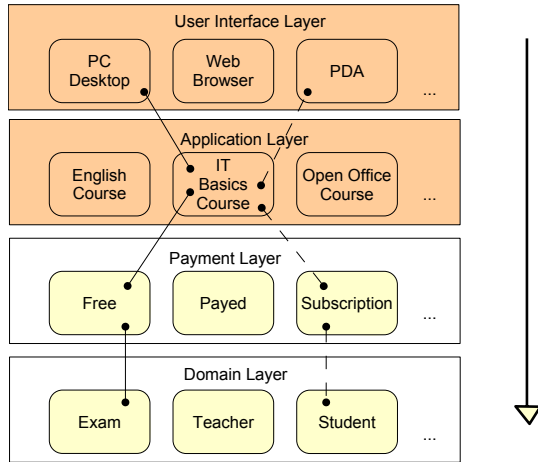 User Interface Layer
PC
Desktop
Web
Browser
PDA
...
Application Layer
English
Course
IT
Basics
Course
Open Office
Course
...
Payment Layer
Free
Payed
Subscription
...
Domain Layer
Exam
Teacher
Student
...